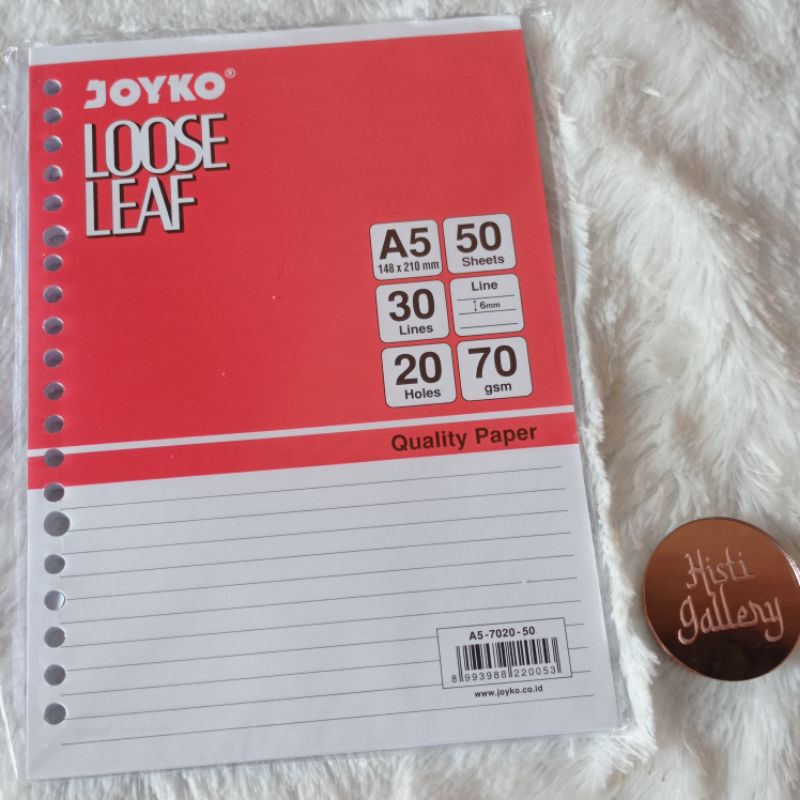 JOYKO®
LOOSE
LEAF
A5
148 x 210 mm
50
Sheets
30
Lines
Line
6mm
20
Holes
70
gsm
Quality Paper
A5-7020-50
8 993988 220053
www.joyko.co.id
Histi
gallery